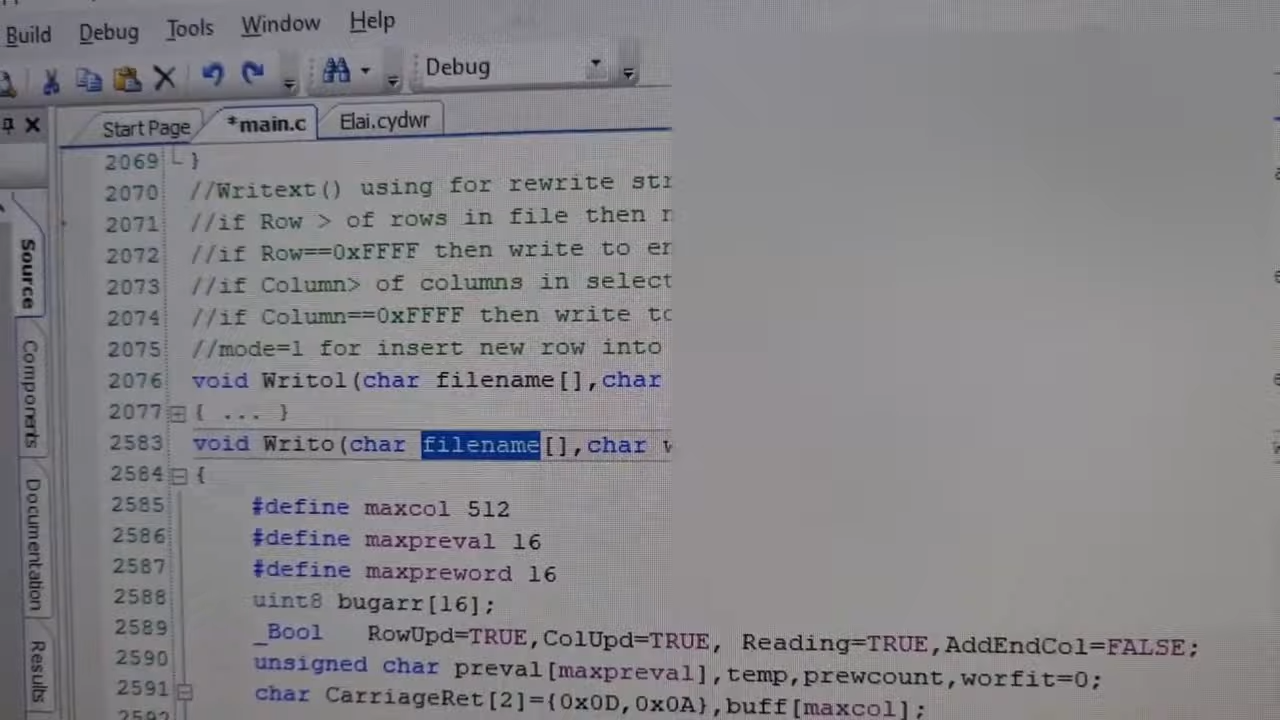 Build Debug Tools Window Help
Debug
Start Page *main.c Elai.cydwr
2069 }
2070 //Writext() using for rewrite str
2071 //if Row > of rows in file then
2072 //if Row==0xFFFF then write to en
2073 //if Column> of columns in select
2074 //if Column==0xFFFF then write to
2075 //mode=1 for insert new row into
2076 void Writol(char filename[],char
2077 { ... }
2583 void Writo(char filename[],char
2584 {
2585 #define maxcol 512
2586 #define maxpreval 16
2587 #define maxpreword 16
2588 uint8 bugarr[16];
2589 _Bool RowUpd=TRUE,ColUpd=TRUE, Reading=TRUE,AddEndCol=FALSE;
2590 unsigned char preval[maxpreval],temp,prewcount,worfit=0;
2591 char CarriageRet[2]={0x0D,0x0A},buff[maxcol];
2592
Source
Components
Documentation
Results